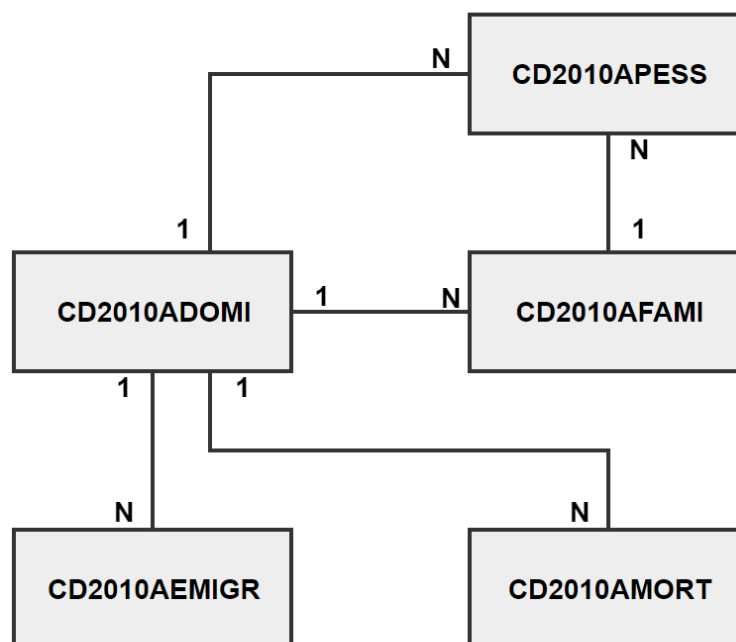 N
CD2010APESS
N
1
1
CD2010ADOMI
1
N
CD2010AFAMI
1
1
N
N
CD2010AEMIGR
CD2010AMORT